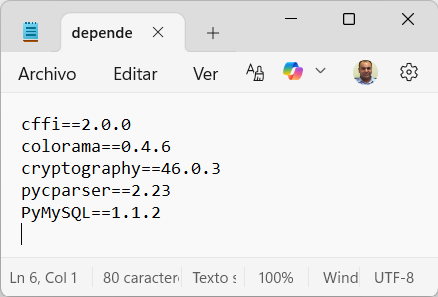 depende
Archivo Editar Ver
cffi==2.0.0
colorama==0.4.6
cryptography==46.0.3
pycparser==2.23
PyMySQL==1.1.2
Ln 6, Col 1 80 caractere Texto s 100% Wind UTF-8